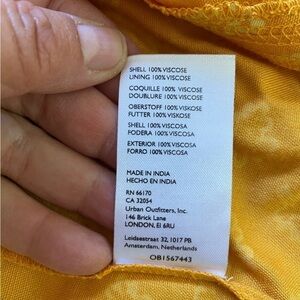 SHELL 100% VISCOSE
LINING 100% VISCOSE
COQUILLE 100% VISCOSE
DOUBLURE 100% VISCOSE
OBERSTOFF 100% VISKOSE
FUTTER 100% VISKOSE
SHELL 100% VISCOSA
FODERA 100% VISCOSA
EXTERIOR 100% VISCOSA
FORRO 100% VISCOSA
MADE IN INDIA
HECHO EN INDIA
RN 66170
CA 32054
Urban Outfitters, Inc.
146 Brick Lane
LONDON, E1 6RU
Leidsestraat 32, 1017 PB
Amsterdam, Netherlands
OB1567443